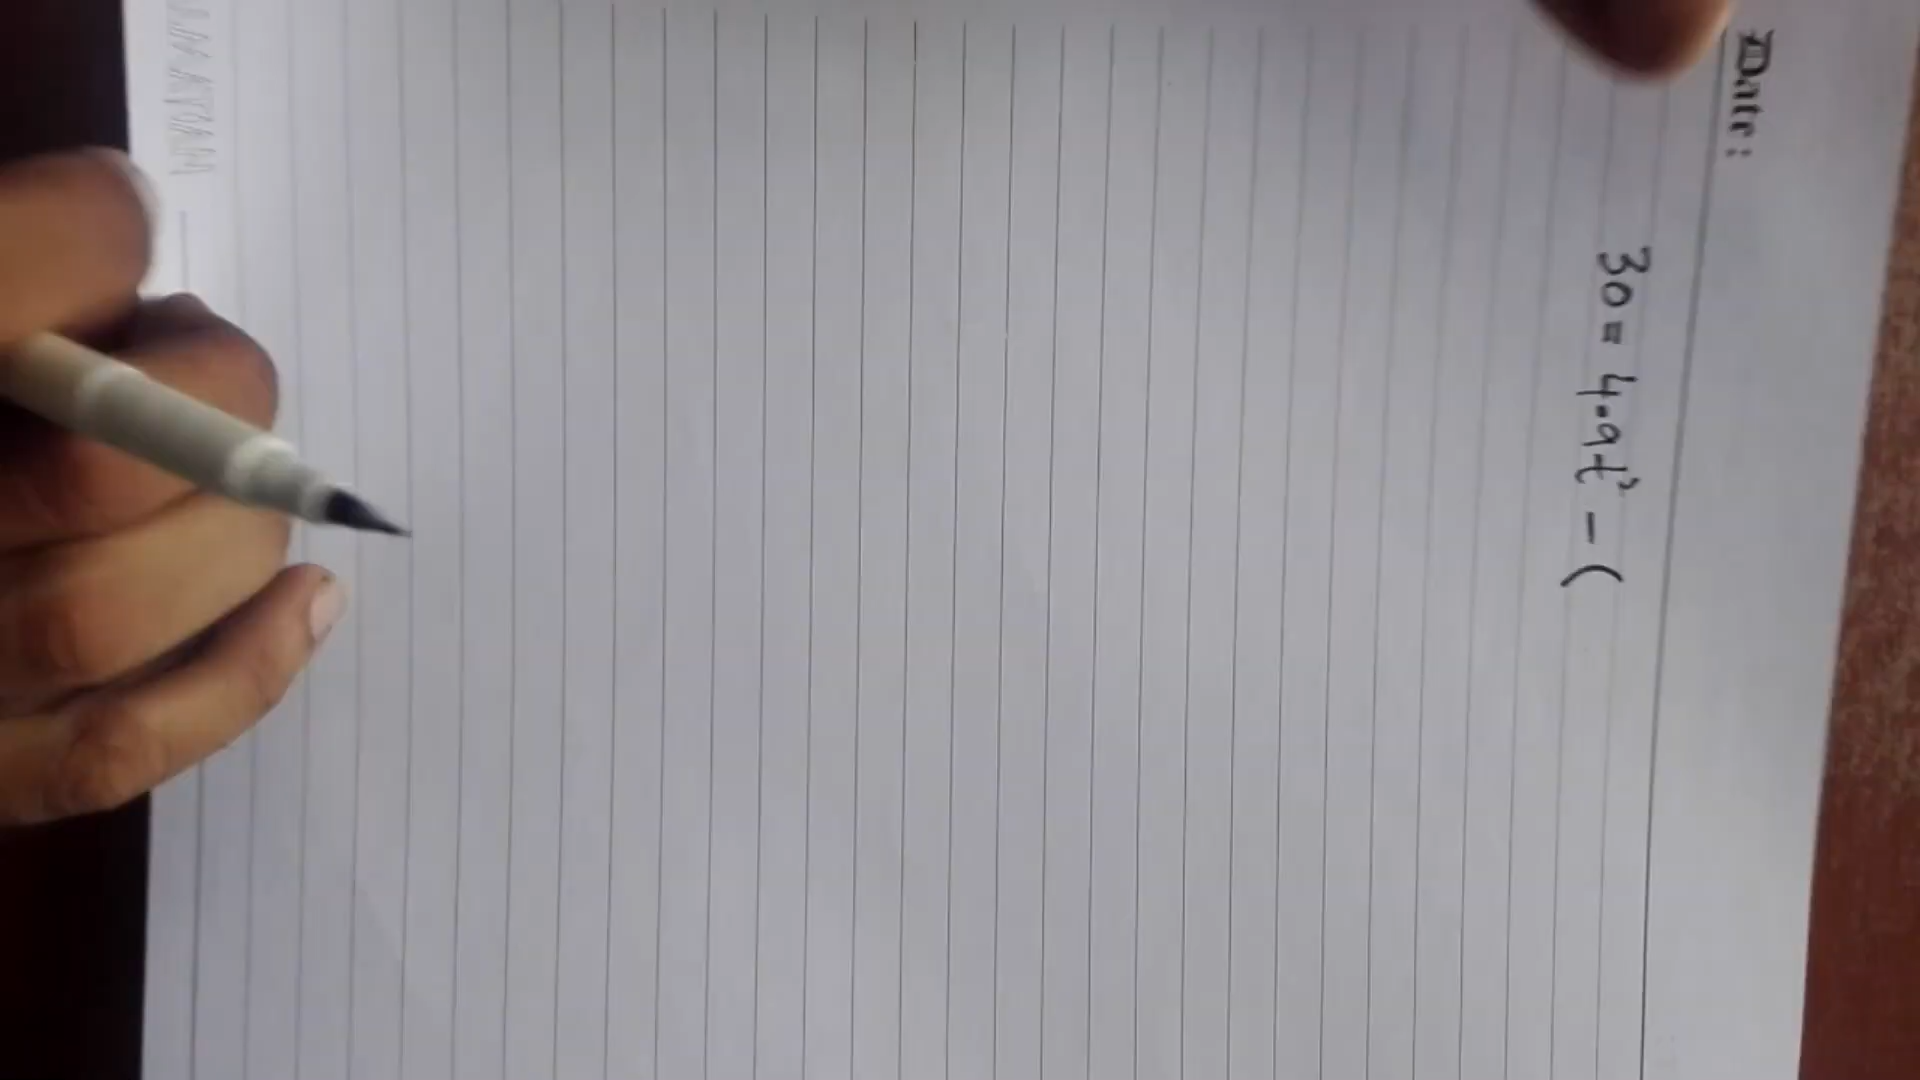 Date:
30 = 4.9t² - (